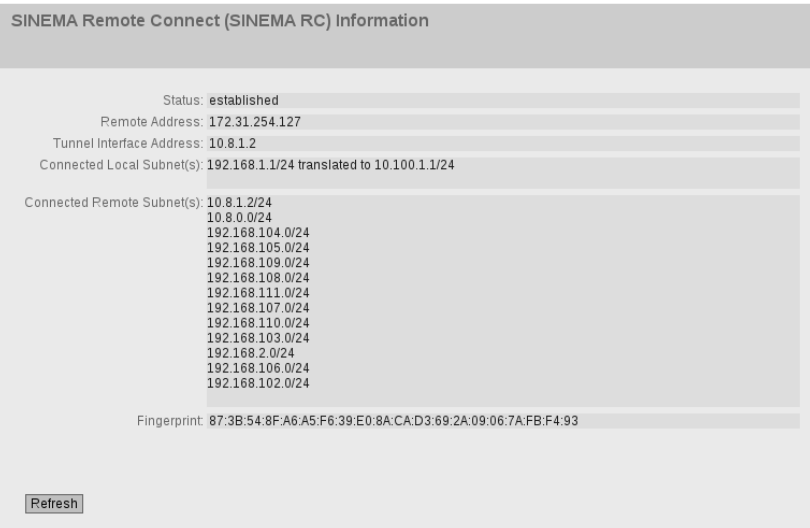 SINEMA Remote Connect (SINEMA RC) Information
Status: established
Remote Address: 172.31.254.127
Tunnel Interface Address: 10.8.1.2
Connected Local Subnet(s): 192.168.1.1/24 translated to 10.100.1.1/24
Connected Remote Subnet(s): 10.8.1.2/24
10.8.0.0/24
192.168.104.0/24
192.168.105.0/24
192.168.109.0/24
192.168.108.0/24
192.168.111.0/24
192.168.107.0/24
192.168.110.0/24
192.168.103.0/24
192.168.2.0/24
192.168.106.0/24
192.168.102.0/24
Fingerprint: 87:3B:54:8F:A6:A5:F6:39:E0:8A:CA:D3:69:2A:09:06:7A:FB:F4:93
Refresh